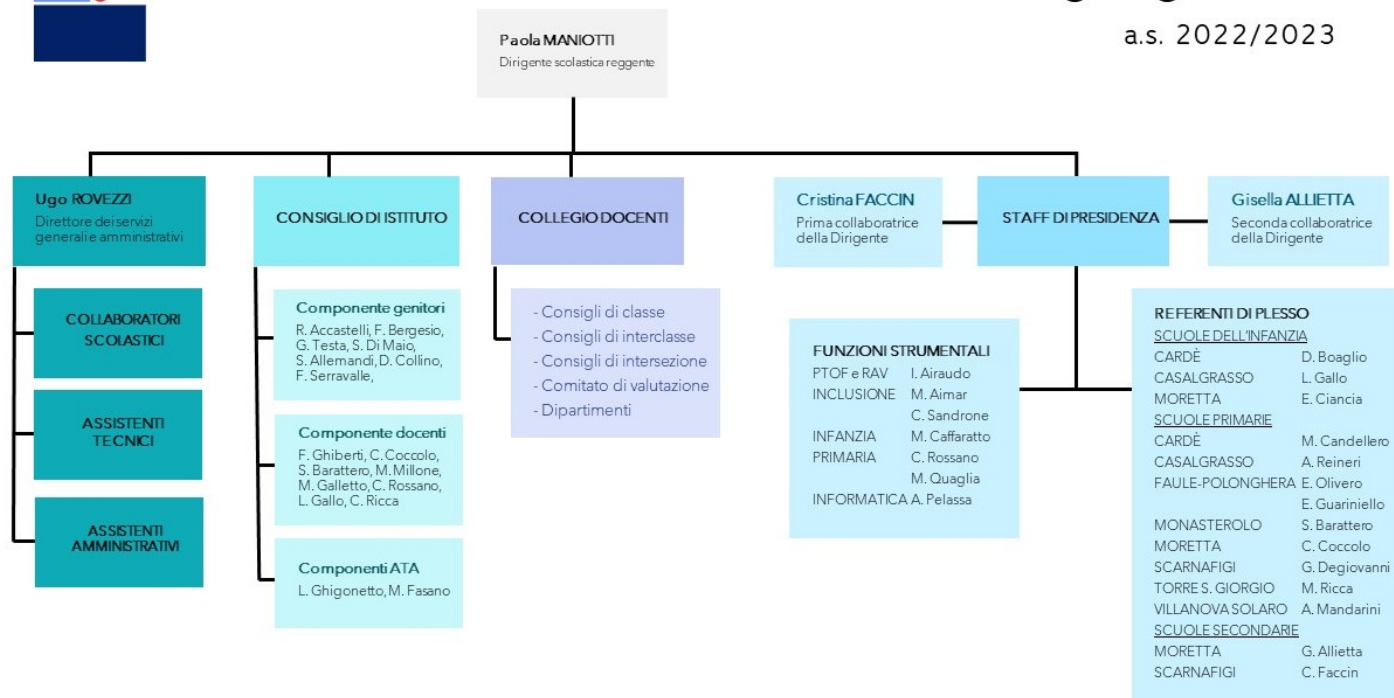 a.s. 2022/2023
Paola MANIOTTI
Dirigente scolastica reggente
Ugo ROVEZZI
Direttore dei servizi
generali e amministrativi
COLLABORATORI
SCOLASTICI
ASSISTENTI
TECNICI
ASSISTENTI
AMMINISTRATIVI
CONSIGLIO DI ISTITUTO
Componente genitori
R. Accastelli, F. Bergesio,
G. Testa, S. Di Maio,
S. Allemandi, D. Collino,
F. Serravalle,
Componente docenti
F. Ghiberti, C. Coccolo,
S. Barattero, M. Millone,
M. Galletto, C. Rossano,
L. Gallo, C. Ricca
Componenti ATA
L. Ghigonetto, M. Fasano
COLLEGIO DOCENTI
- Consigli di classe
- Consigli di interclasse
- Consigli di intersezione
- Comitato di valutazione
- Dipartimenti
Cristina FACCIN
Prima collaboratrice
della Dirigente
STAFF DI PRESIDENZA
Gisella ALLIETTA
Seconda collaboratrice
della Dirigente
FUNZIONI STRUMENTALI
PTOF e RAV I. Airaudo
INCLUSIONE M. Aimar
C. Sandrone
INFANZIA M. Caffaratto
PRIMARIA C. Rossano
M. Quaglia
INFORMATICA A. Pelassa
REFERENTI DI PLESSO
SCUOLE DELL'INFANZIA
CARDÈ D. Boaglio
CASALGRASSO L. Gallo
MORETTA E. Ciancia
SCUOLE PRIMARIE
CARDÈ M. Candellero
CASALGRASSO A. Reineri
FAULE-POLONGHERA E. Olivero
E. Guariniello
MONASTEROLO S. Barattero
MORETTA C. Coccolo
SCARNAFIGI G. Degiovanni
TORRE S. GIORGIO M. Ricca
VILLANOVA SOLARO A. Mandarini
SCUOLE SECONDARIE
MORETTA G. Allietta
SCARNAFIGI C. Faccin